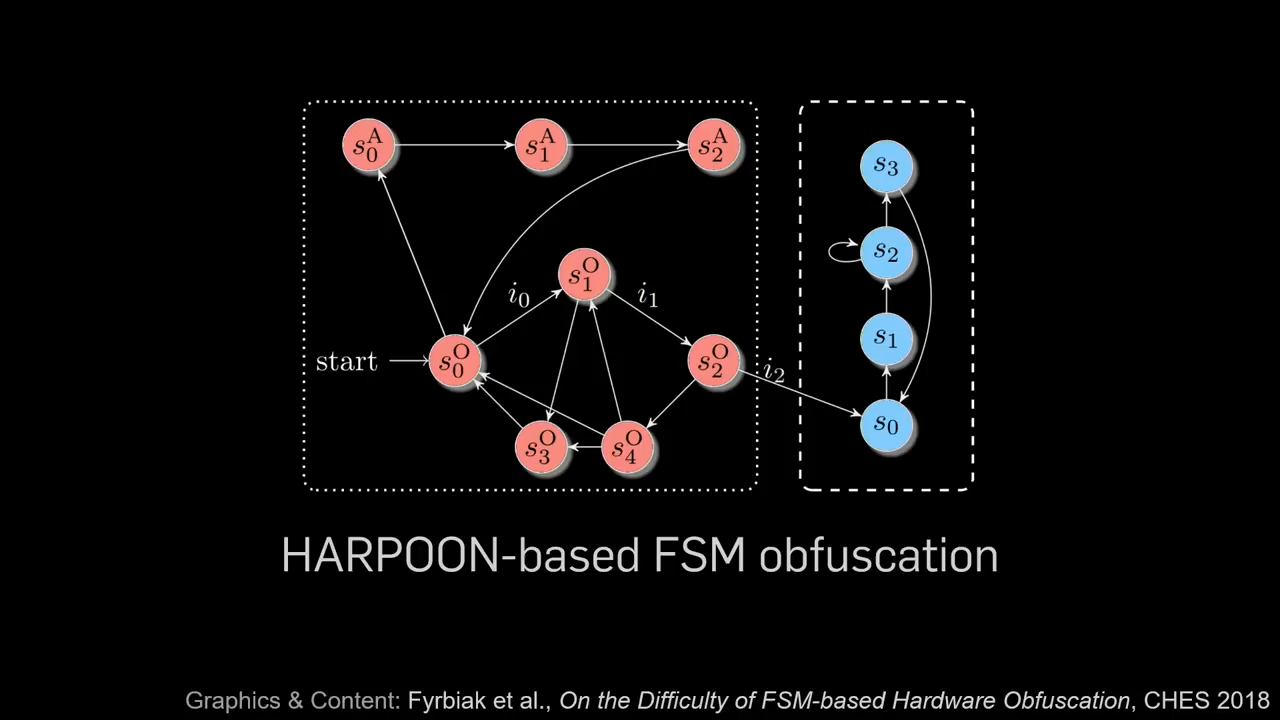 s₀ᴬ s₁ᴬ s₂ᴬ
s₃
s₂
s₁ᴼ
i₀ i₁
s₁
start s₀ᴼ s₂ᴼ i₂
s₀
s₃ᴼ s₄ᴼ
HARPOON-based FSM obfuscation
Graphics & Content: Fyrbiak et al., On the Difficulty of FSM-based Hardware Obfuscation, CHES 2018